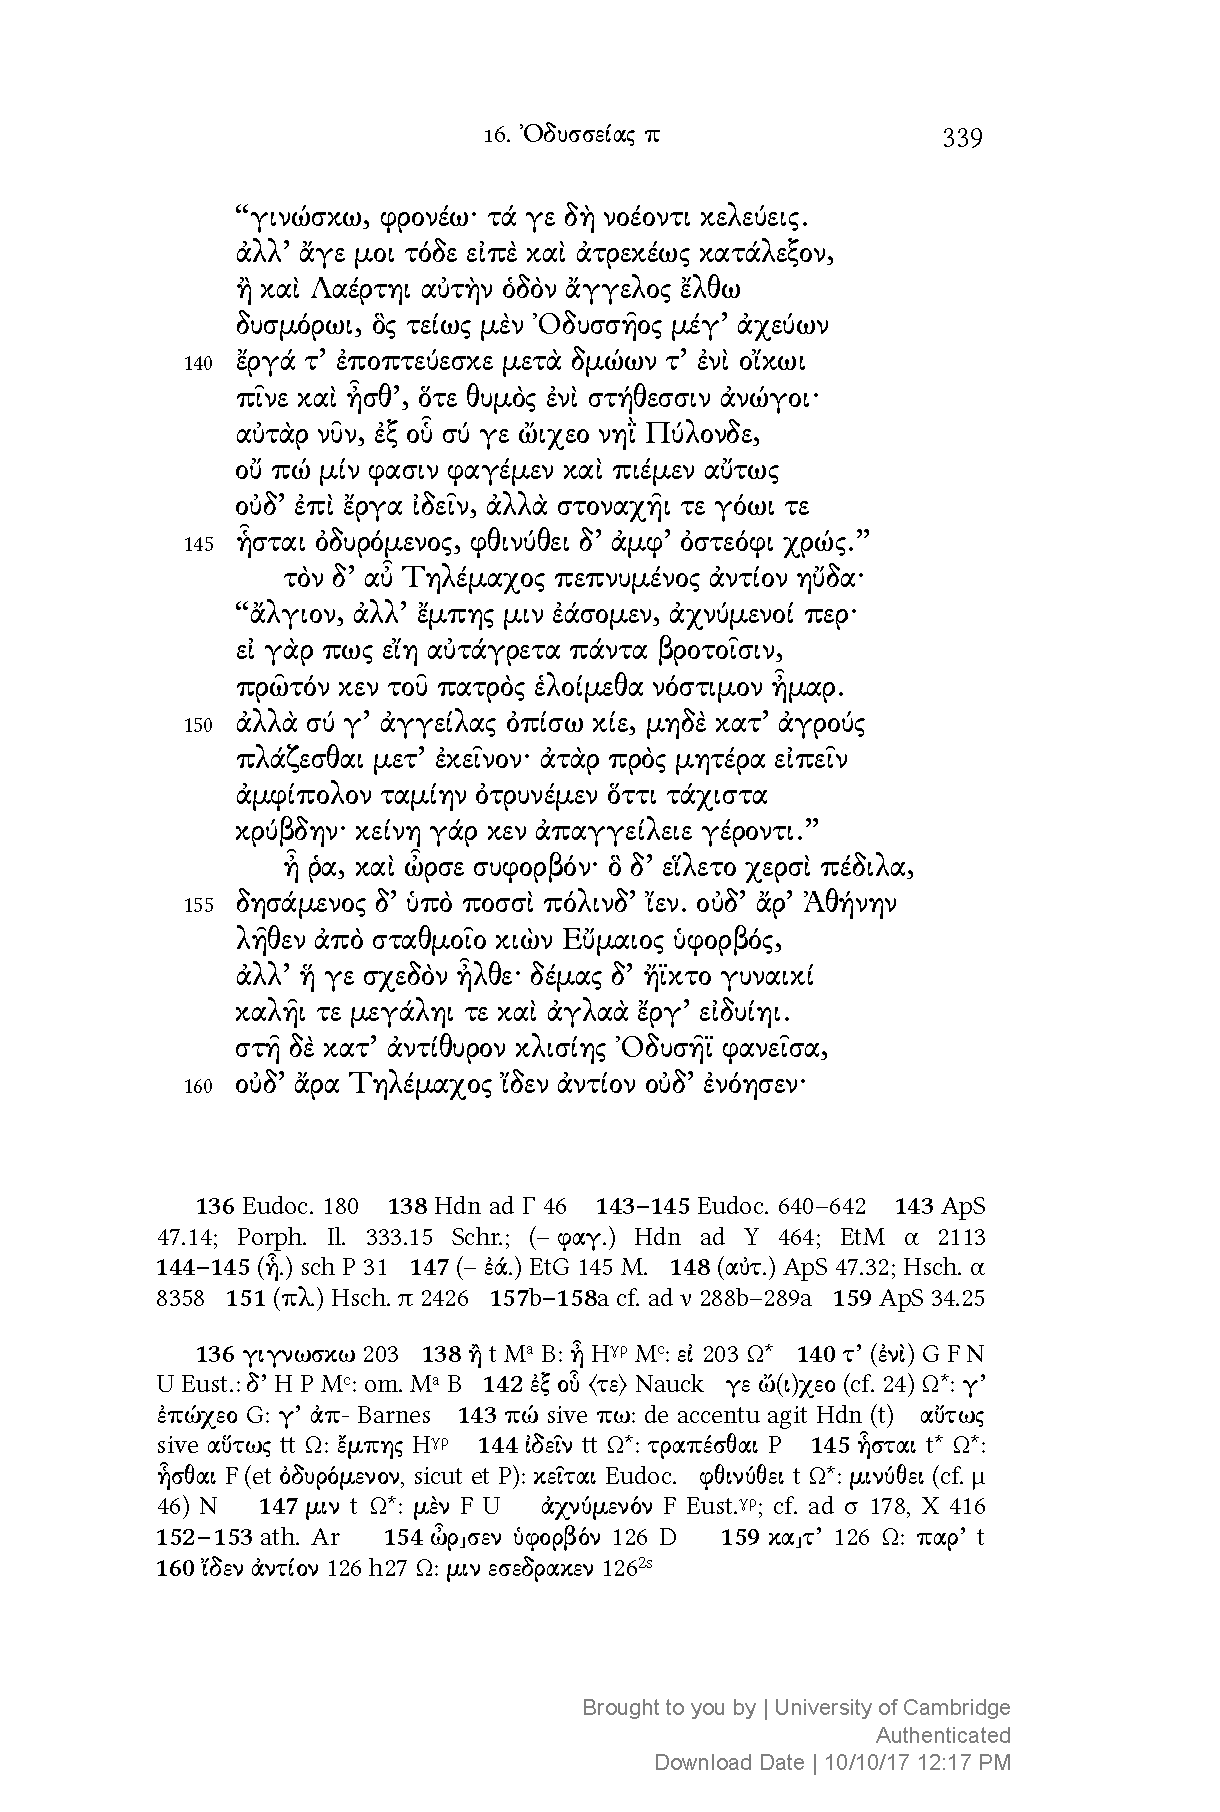 16. Ὀδυσσείας π 339
“γινώσκω, φρονέω· τά γε δὴ νοέοντι κελεύεις.
ἀλλ’ ἄγε μοι τόδε εἰπὲ καὶ ἀτρεκέως κατάλεξον,
ἢ καὶ Λαέρτηι αὐτὴν ὁδὸν ἄγγελος ἔλθω
δυσμόρωι, ὃς τείως μὲν Ὀδυσσῆος μέγ’ ἀχεύων
140 ἔργά τ’ ἐποπτεύεσκε μετὰ δμώων τ’ ἐνὶ οἴκωι
πῖνε καὶ ἦσθ’, ὅτε θυμὸς ἐνὶ στήθεσσιν ἀνώγοι·
αὐτὰρ νῦν, ἐξ οὗ σύ γε ὤιχεο νηῒ Πύλονδε,
οὔ πώ μίν φασιν φαγέμεν καὶ πιέμεν αὔτως
οὐδ’ ἐπὶ ἔργα ἰδεῖν, ἀλλὰ στοναχῆι τε γόωι τε
145 ἧσται ὀδυρόμενος, φθινύθει δ’ ἀμφ’ ὀστεόφι χρώς.”
τὸν δ’ αὖ Τηλέμαχος πεπνυμένος ἀντίον ηὔδα·
“ἄλγιον, ἀλλ’ ἔμπης μιν ἐάσομεν, ἀχνύμενοί περ·
εἰ γὰρ πως εἴη αὐτάγρετα πάντα βροτοῖσιν,
πρῶτόν κεν τοῦ πατρὸς ἑλοίμεθα νόστιμον ἦμαρ.
150 ἀλλὰ σύ γ’ ἀγγείλας ὀπίσω κίε, μηδὲ κατ’ ἀγρούς
πλάζεσθαι μετ’ ἐκεῖνον· ἀτὰρ πρὸς μητέρα εἰπεῖν
ἀμφίπολον ταμίην ὀτρυνέμεν ὅττι τάχιστα
κρύβδην· κείνη γάρ κεν ἀπαγγείλειε γέροντι.”
ἦ ῥα, καὶ ὦρσε συφορβόν· ὃ δ’ εἵλετο χερσὶ πέδιλα,
155 δησάμενος δ’ ὑπὸ ποσσὶ πόλινδ’ ἴεν. οὐδ’ ἄρ’ Ἀθήνην
λῆθεν ἀπὸ σταθμοῖο κιὼν Εὔμαιος ὑφορβός,
ἀλλ’ ἥ γε σχεδὸν ἦλθε· δέμας δ’ ἤϊκτο γυναικί
καλῆι τε μεγάληι τε καὶ ἀγλαὰ ἔργ’ εἰδυίηι.
στῆ δὲ κατ’ ἀντίθυρον κλισίης Ὀδυσῆϊ φανεῖσα,
160 οὐδ’ ἄρα Τηλέμαχος ἴδεν ἀντίον οὐδ’ ἐνόησεν·
136 Eudoc. 180 138 Hdn ad Γ 46 143–145 Eudoc. 640–642 143 ApS
47.14; Porph. Il. 333.15 Schr.; (– φαγ.) Hdn ad Υ 464; EtM α 2113
144–145 (ἧ.) sch Ρ 31 147 (– ἐά.) EtG 145 M. 148 (αὐτ.) ApS 47.32; Hsch. α
8358 151 (πλ.) Hsch. π 2426 157b–158a cf. ad ν 288b–289a 159 ApS 34.25
136 γιγνωσκω 203 138 ἢ t Mᵃ B: ἦ Hᵞᵖ Mᶜ: εἰ 203 Ω* 140 τ’ (ἐνὶ) G F N
U Eust.: δ’ H P Mᶜ: om. Mᵃ B 142 ἐξ οὗ ⟨τε⟩ Nauck γε ὤ(ι)χεο (cf. 24) Ω*: γ’
ἐπώχεο G: γ’ ἀπ- Barnes 143 πώ sive πω: de accentu agit Hdn (t) αὔτως
sive αὕτως tt Ω: ἔμπης Hᵞᵖ 144 ἰδεῖν tt Ω*: τραπέσθαι P 145 ἧσται t* Ω*:
ἧσθαι F (et ὀδυρόμενον, sicut et P): κεῖται Eudoc. φθινύθει t Ω*: μινύθει (cf. μ
46) N 147 μιν t Ω*: μὲν F U ἀχνύμενόν F Eust.ᵞᵖ; cf. ad σ 178, Χ 416
152–153 ath. Ar 154 ὦρ⌟σεν ὑφορβόν 126 D 159 κα⌟τ’ 126 Ω: παρ’ t
160 ἴδεν ἀντίον 126 h27 Ω: μιν εσεδρακεν 126²ˢ
Brought to you by | University of Cambridge
Authenticated
Download Date | 10/10/17 12:17 PM